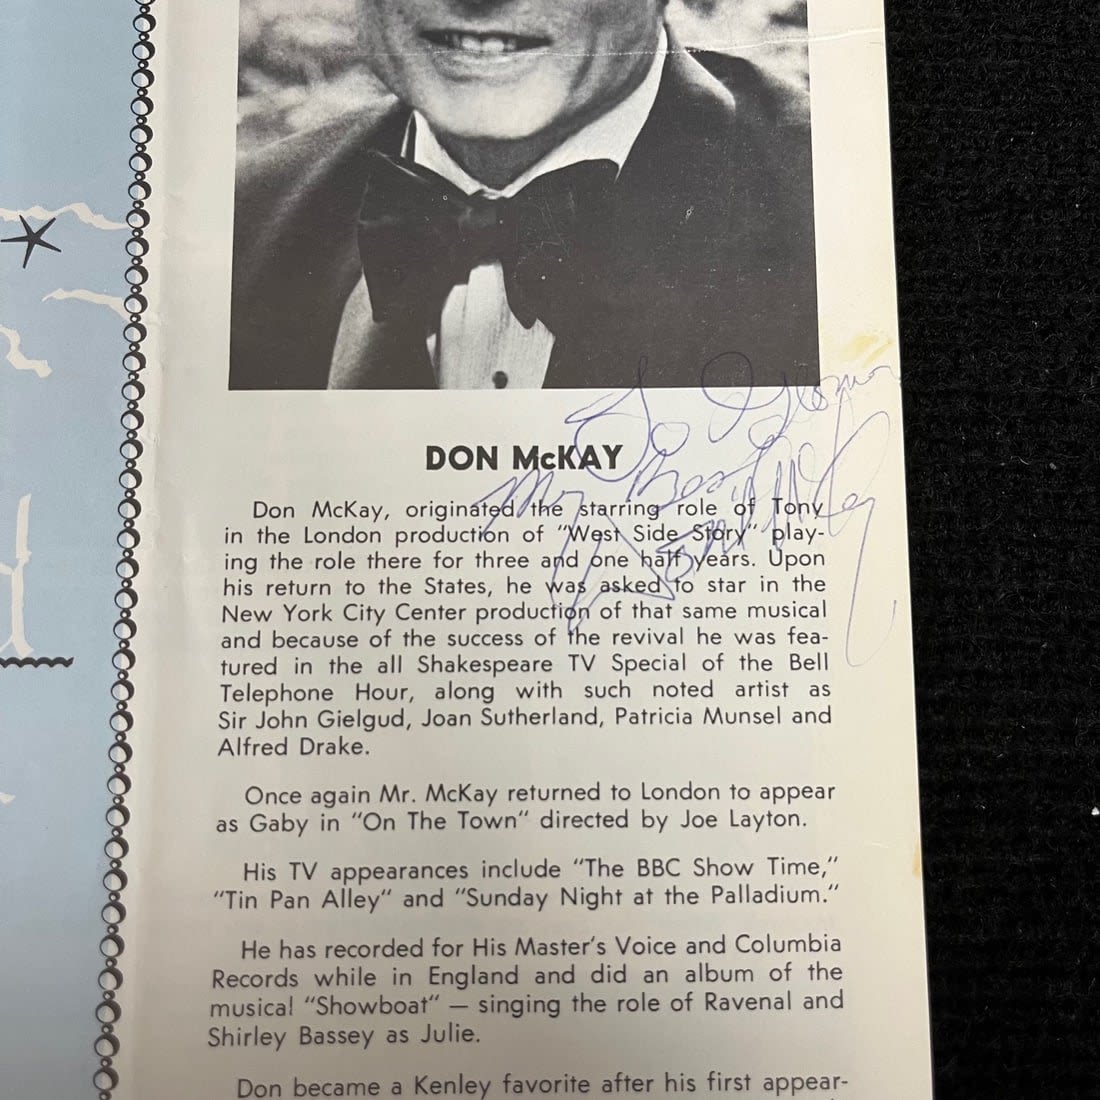 To
My Best
Don McKay
DON McKAY
Don McKay, originated the starring role of Tony
in the London production of "West Side Story" play-
ing the role there for three and one half years. Upon
his return to the States, he was asked to star in the
New York City Center production of that same musical
and because of the success of the revival he was fea-
tured in the all Shakespeare TV Special of the Bell
Telephone Hour, along with such noted artist as
Sir John Gielgud, Joan Sutherland, Patricia Munsel and
Alfred Drake.
Once again Mr. McKay returned to London to appear
as Gaby in "On The Town" directed by Joe Layton.
His TV appearances include "The BBC Show Time,"
"Tin Pan Alley" and "Sunday Night at the Palladium."
He has recorded for His Master's Voice and Columbia
Records while in England and did an album of the
musical "Showboat" — singing the role of Ravenal and
Shirley Bassey as Julie.
Don became a Kenley favorite after his first appear-